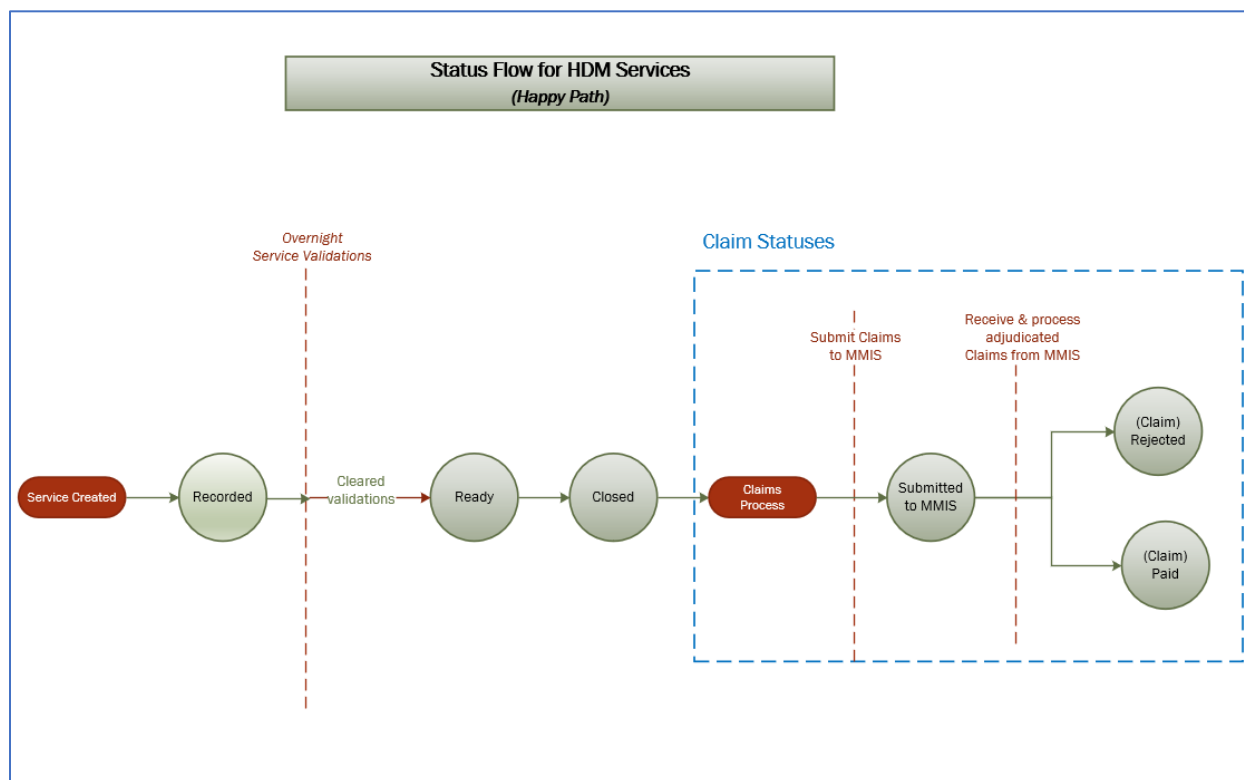 Status Flow for HDM Services
(Happy Path)
Overnight
Service Validations
Claim Statuses
Submit Claims
to MMIS
Receive & process
adjudicated
Claims from MMIS
(Claim)
Rejected
Service Created
Recorded
Cleared
validations
Ready
Closed
Claims
Process
Submitted
to MMIS
(Claim)
Paid